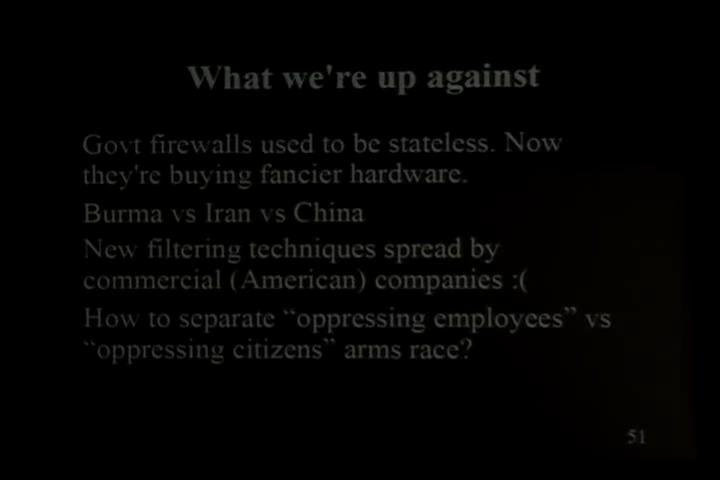 What we're up against
Govt firewalls used to be stateless. Now
they're buying fancier hardware.
Burma vs Iran vs China
New filtering techniques spread by
commercial (American) companies :(
How to separate “oppressing employees” vs
“oppressing citizens” arms race?
51